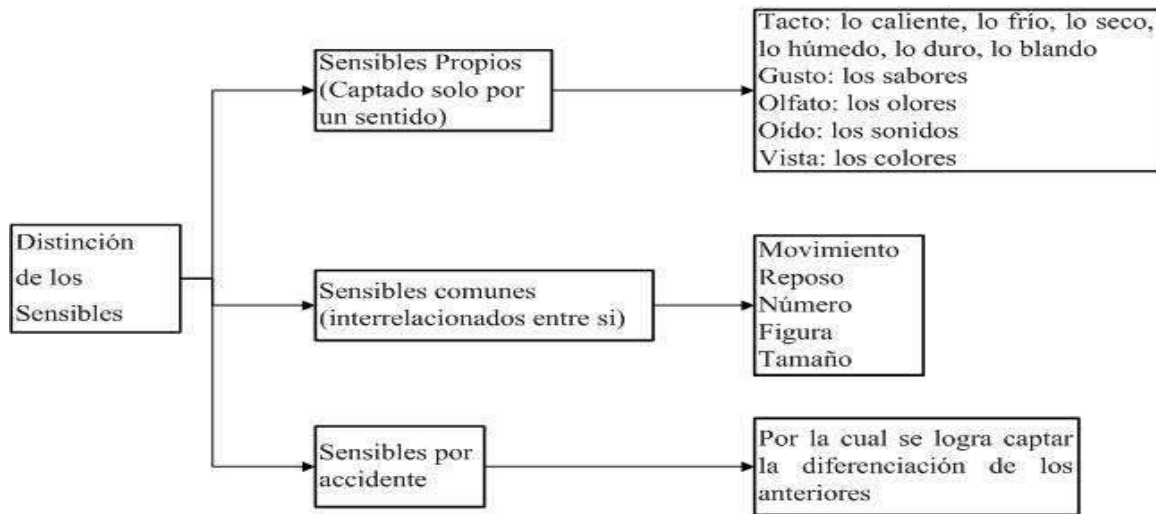 Distinción
de los
Sensibles
Sensibles Propios
(Captado solo por
un sentido)
Tacto: lo caliente, lo frío, lo seco,
lo húmedo, lo duro, lo blando
Gusto: los sabores
Olfato: los olores
Oído: los sonidos
Vista: los colores
Sensibles comunes
(interrelacionados entre si)
Movimiento
Reposo
Número
Figura
Tamaño
Sensibles por
accidente
Por la cual se logra captar
la diferenciación de los
anteriores